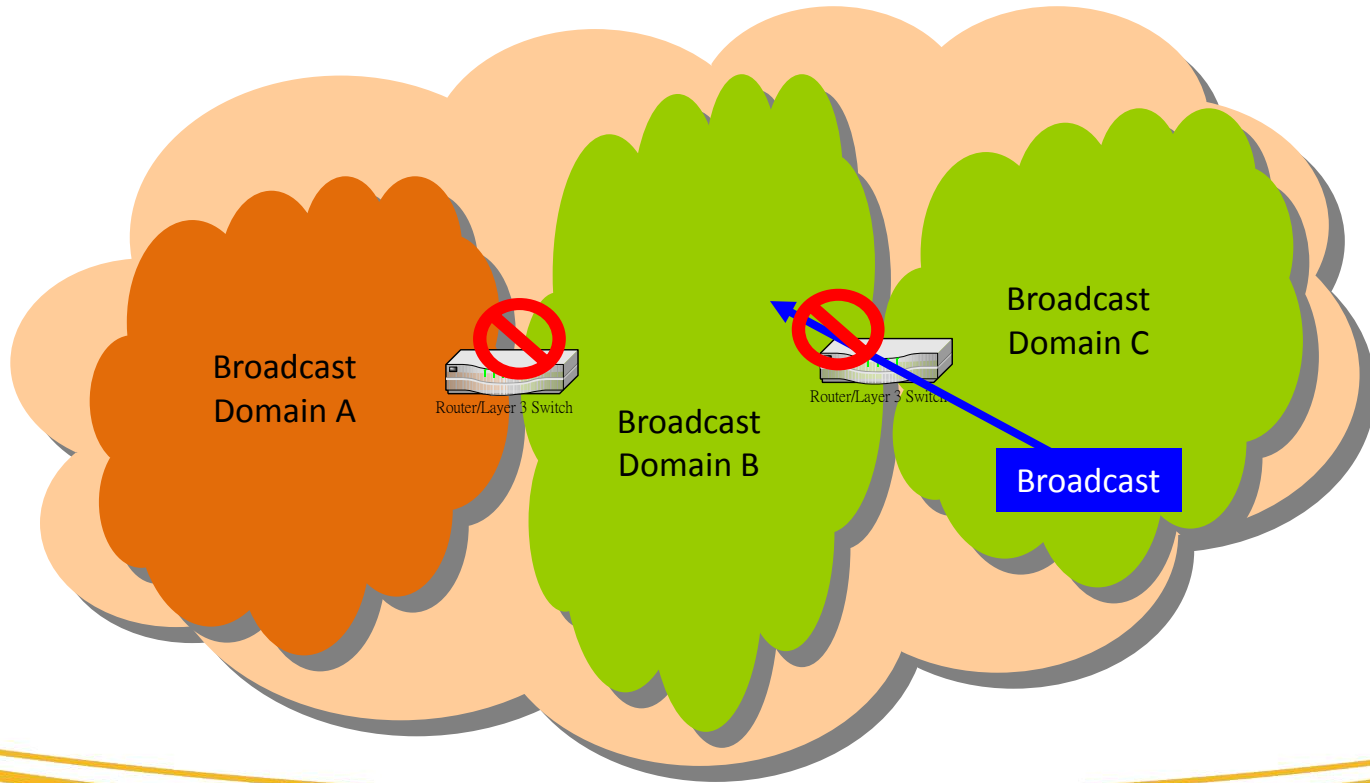 Broadcast
Domain A
Router/Layer 3 Switch
Broadcast
Domain B
Router/Layer 3 Switch
Broadcast
Domain C
Broadcast